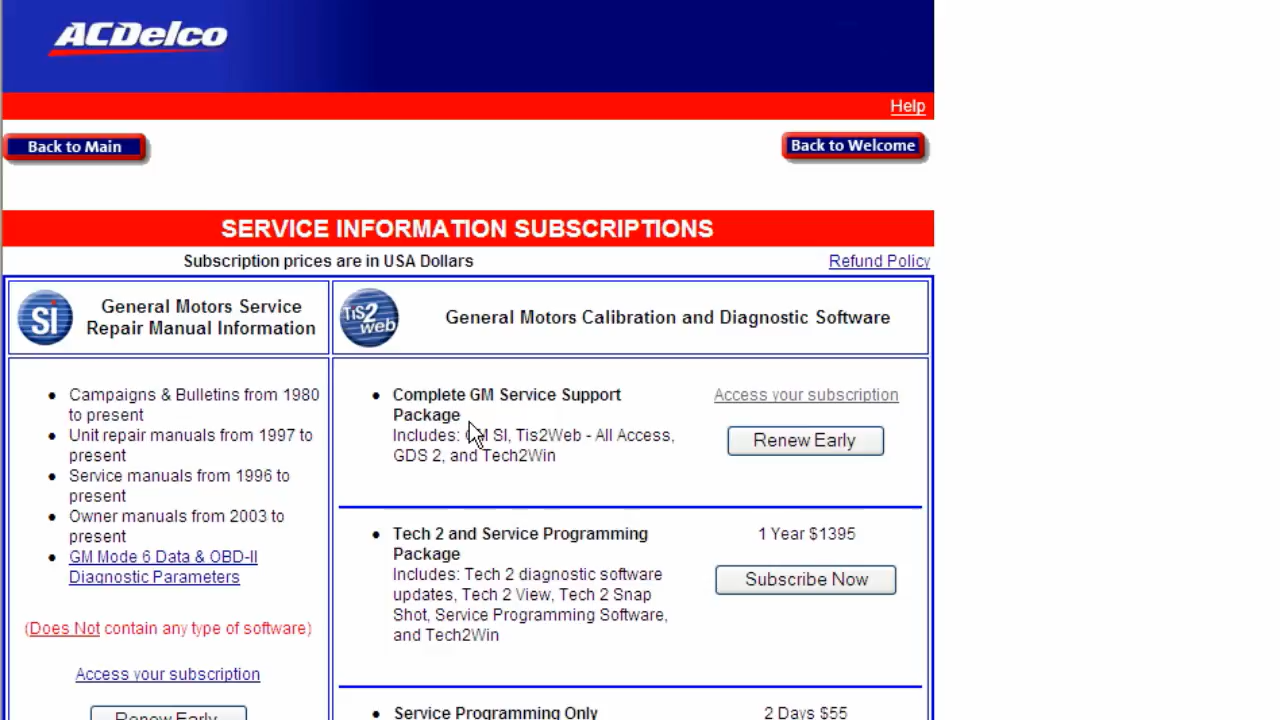 ACDelco
Help
Back to Main
Back to Welcome
SERVICE INFORMATION SUBSCRIPTIONS
Subscription prices are in USA Dollars
Refund Policy
Si
General Motors Service
Repair Manual Information
TiS2web
General Motors Calibration and Diagnostic Software
Campaigns & Bulletins from 1980
to present
Unit repair manuals from 1997 to
present
Service manuals from 1996 to
present
Owner manuals from 2003 to
present
GM Mode 6 Data & OBD-II
Diagnostic Parameters
(Does Not contain any type of software)
Access your subscription
Renew Early
Complete GM Service Support
Package
Includes: GM SI, Tis2Web - All Access,
GDS 2, and Tech2Win
Access your subscription
Renew Early
Tech 2 and Service Programming
Package
Includes: Tech 2 diagnostic software
updates, Tech 2 View, Tech 2 Snap
Shot, Service Programming Software,
and Tech2Win
1 Year $1395
Subscribe Now
Service Programming Only
2 Days $55